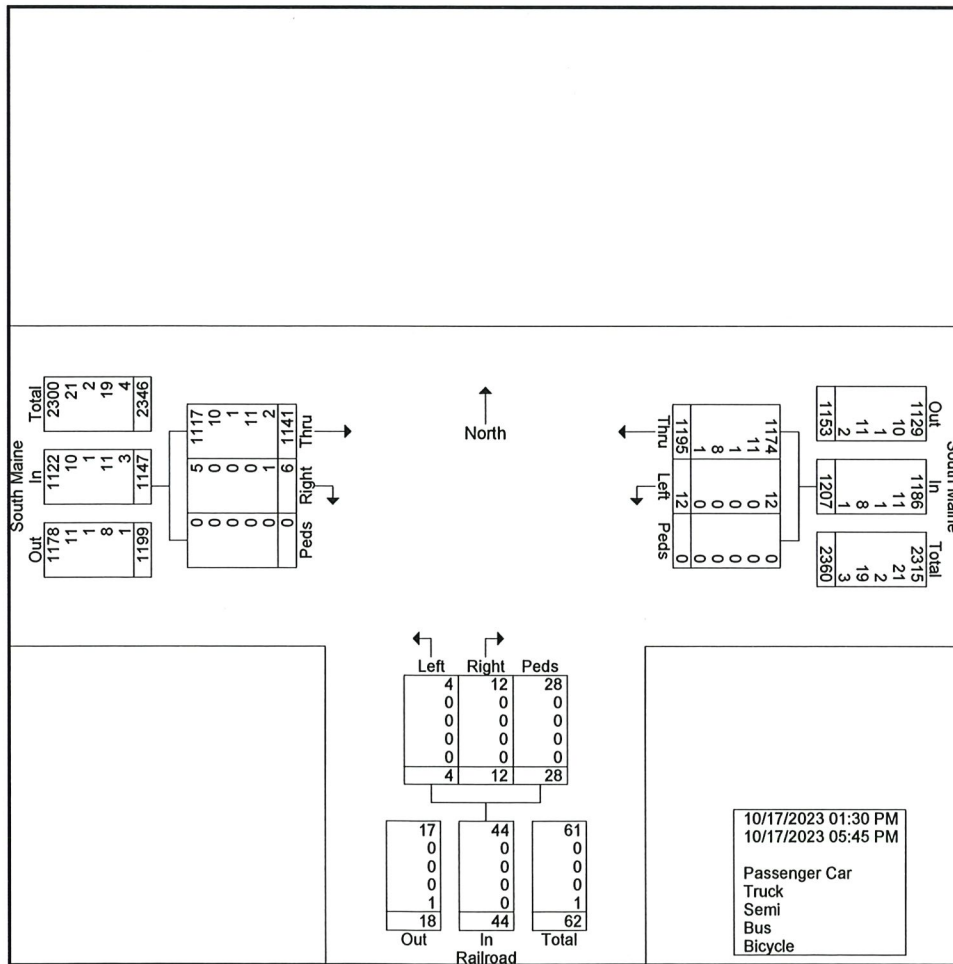 South Maine
Out In Total
1129 1186 2315
10 11 21
1 1 2
11 8 19
2 1 3
1153 1207 2360
1174 12 0
11 0 0
1 0 0
8 0 0
1 0 0
1195 12 0
Thru Left Peds
North
Thru Right Peds
1141 6 0
2 1 0
11 0 0
1 0 0
10 0 0
1117 5 0
2346 1147 1199
4 3 1
19 11 8
2 1 1
21 10 11
2300 1122 1178
Total In Out
South Maine
Left Right Peds
4 12 28
0 0 0
0 0 0
0 0 0
0 0 0
4 12 28
17 44 61
0 0 0
0 0 0
0 0 0
1 0 1
18 44 62
Out In Total
Railroad
10/17/2023 01:30 PM
10/17/2023 05:45 PM
Passenger Car
Truck
Semi
Bus
Bicycle